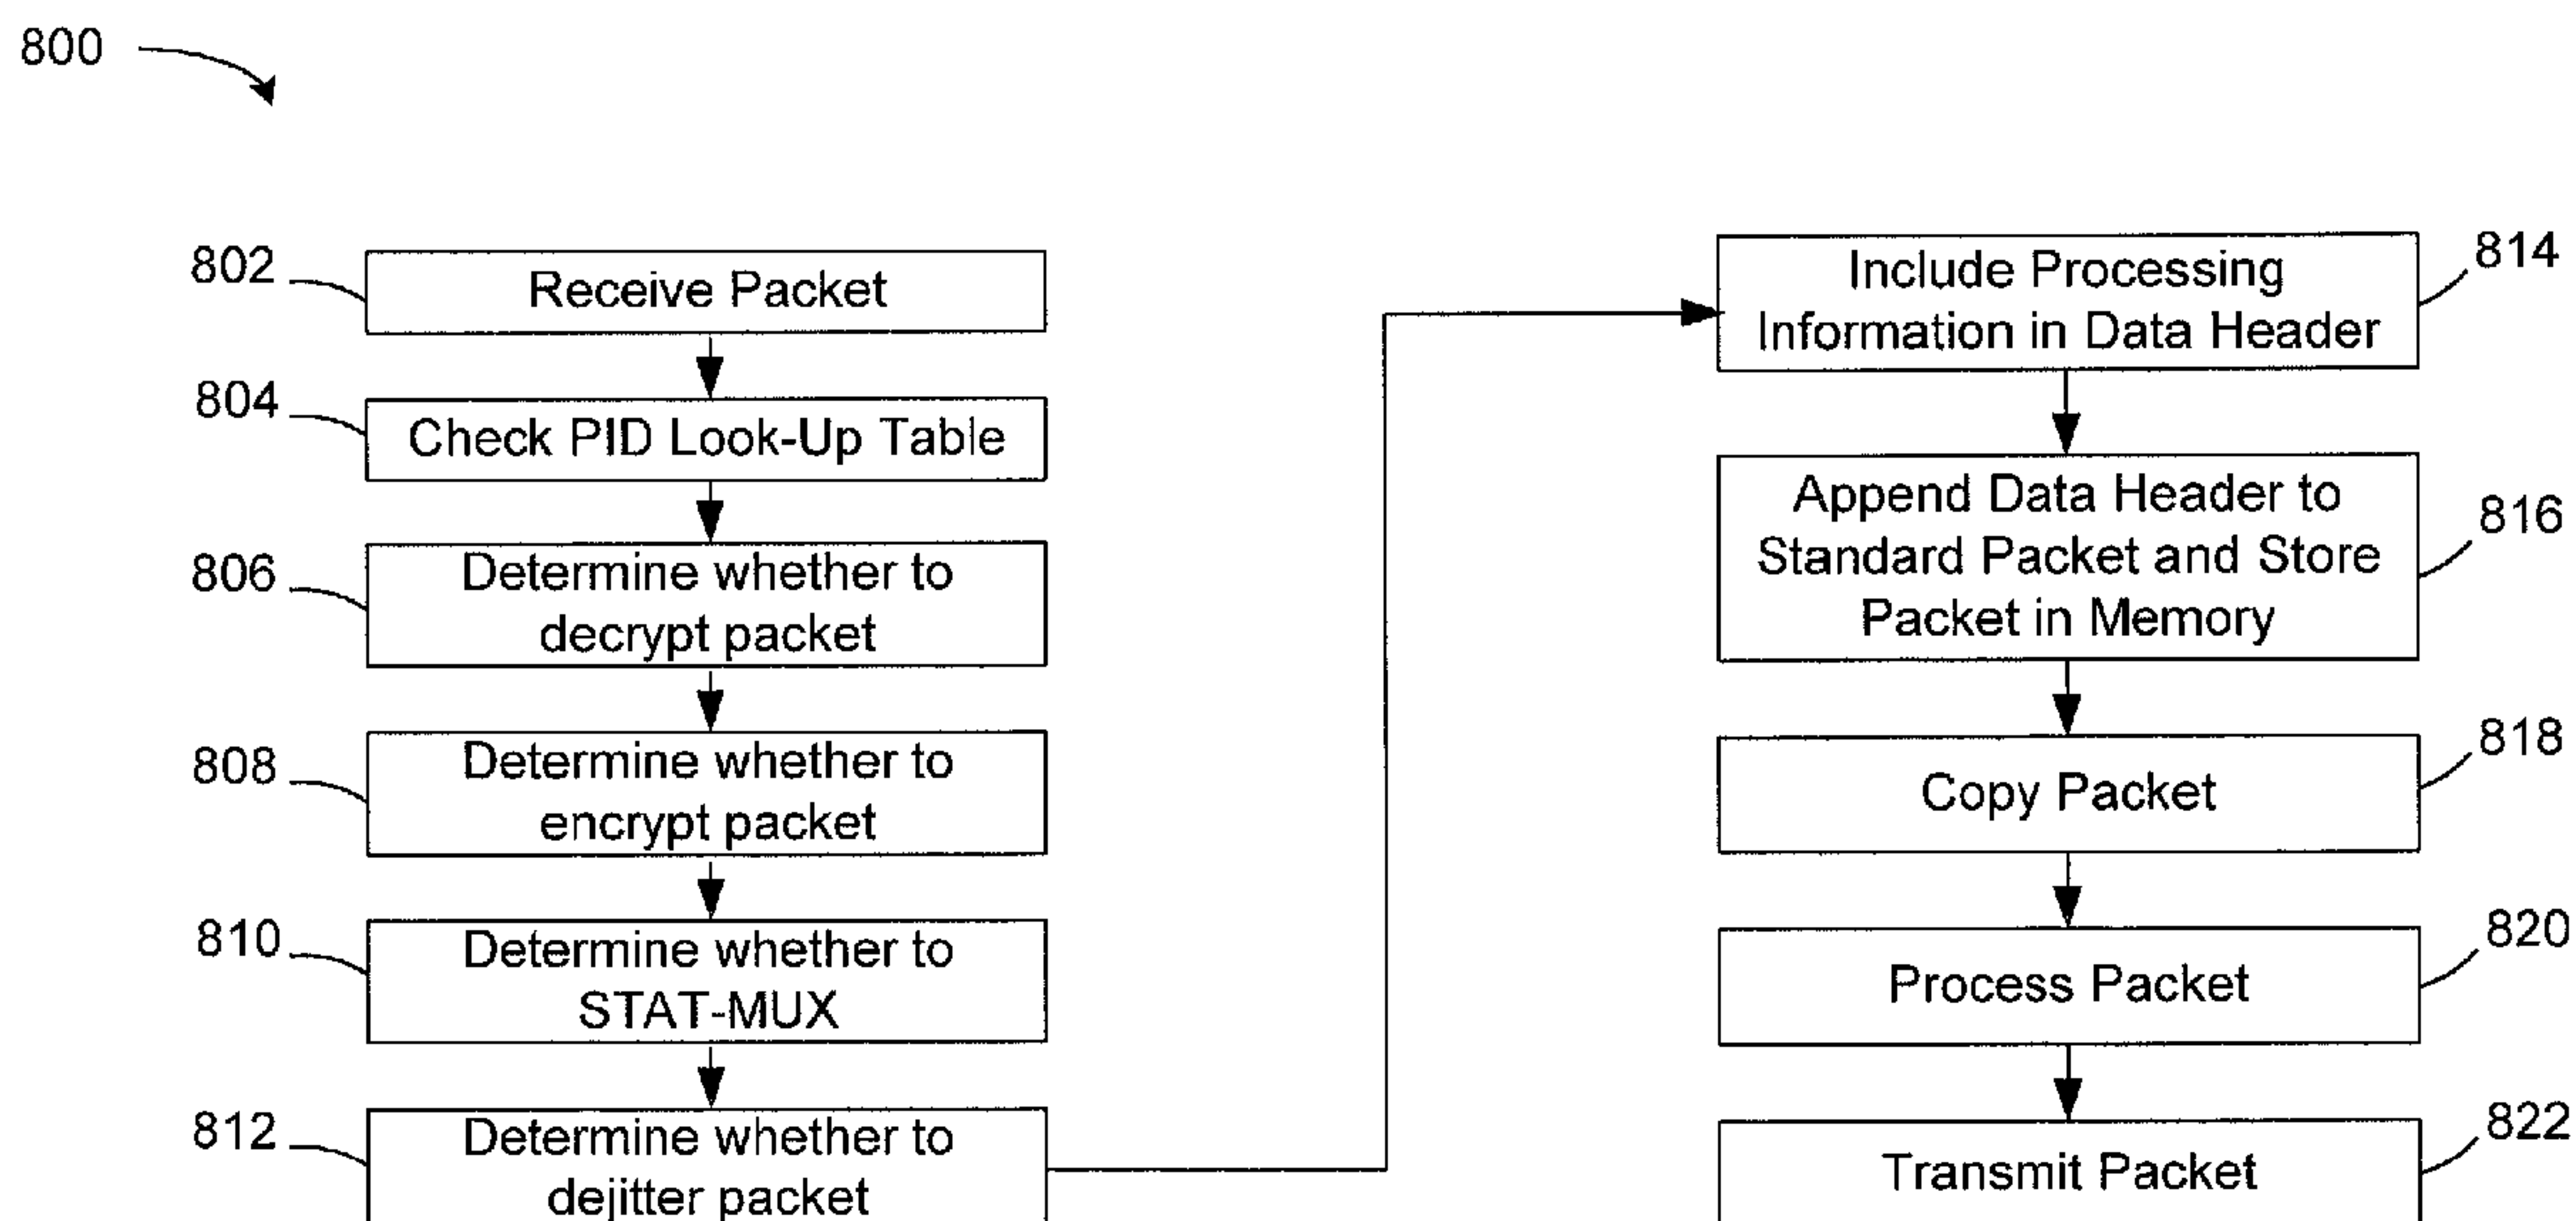 800
802
Receive Packet
804
Check PID Look-Up Table
806
Determine whether to
decrypt packet
808
Determine whether to
encrypt packet
810
Determine whether to
STAT-MUX
812
Determine whether to
dejitter packet
814
Include Processing
Information in Data Header
816
Append Data Header to
Standard Packet and Store
Packet in Memory
818
Copy Packet
820
Process Packet
822
Transmit Packet